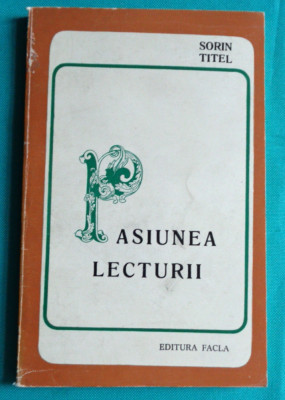 SORIN
TITEL
PASIUNEA
LECTURII
EDITURA FACLA